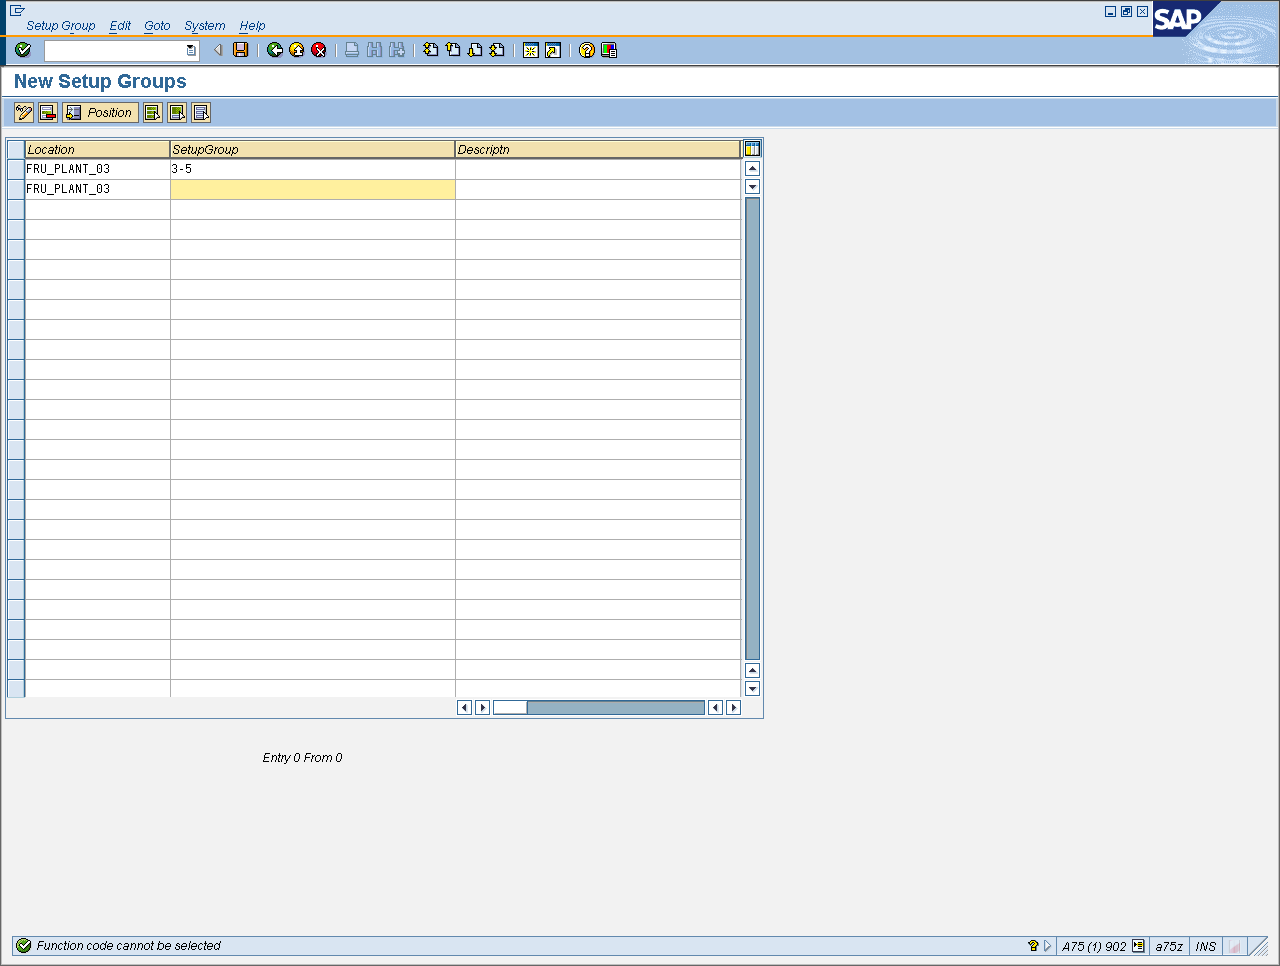 Setup Group Edit Goto System Help
SAP
New Setup Groups
Position
Location SetupGroup Descriptn
FRU_PLANT_03 3-5
FRU_PLANT_03
Entry 0 From 0
Function code cannot be selected
A75 (1) 902 a75z INS